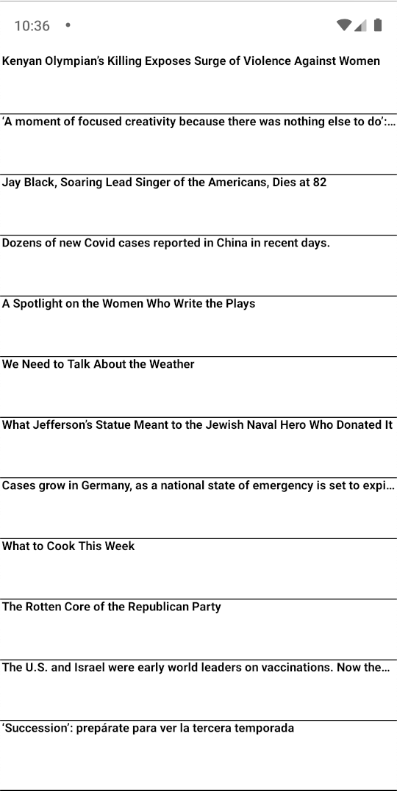 10:36
Kenyan Olympian’s Killing Exposes Surge of Violence Against Women
‘A moment of focused creativity because there was nothing else to do’:...
Jay Black, Soaring Lead Singer of the Americans, Dies at 82
Dozens of new Covid cases reported in China in recent days.
A Spotlight on the Women Who Write the Plays
We Need to Talk About the Weather
What Jefferson’s Statue Meant to the Jewish Naval Hero Who Donated It
Cases grow in Germany, as a national state of emergency is set to expi...
What to Cook This Week
The Rotten Core of the Republican Party
The U.S. and Israel were early world leaders on vaccinations. Now the...
‘Succession’: prepárate para ver la tercera temporada